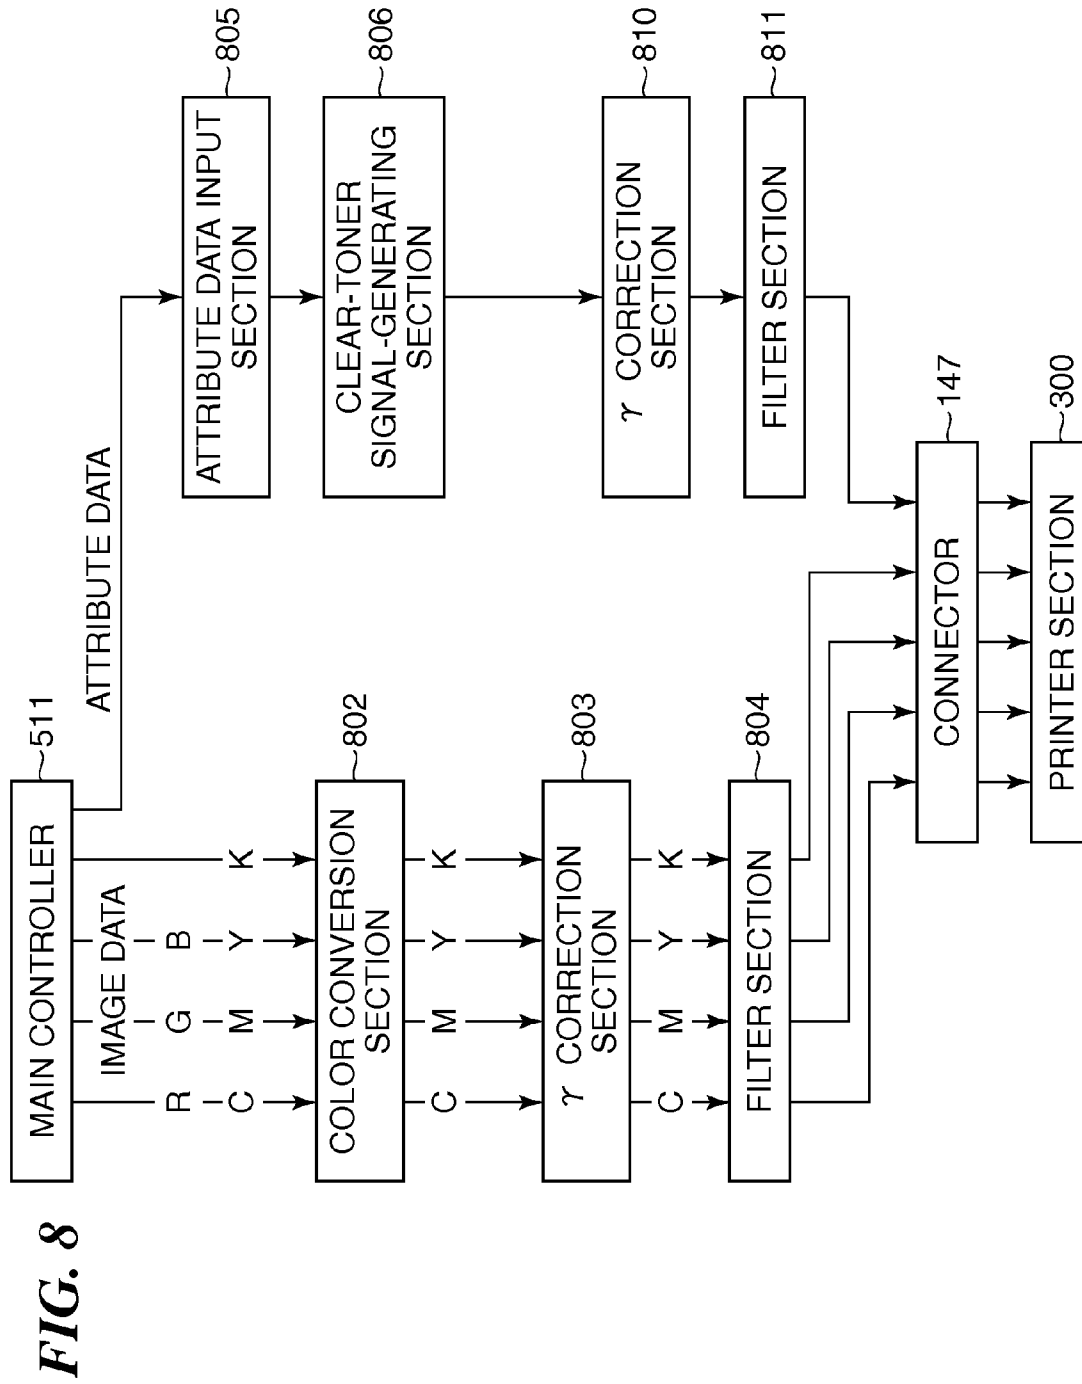 FIG. 8
MAIN CONTROLLER
511
IMAGE DATA
ATTRIBUTE DATA
R G B
C M Y K
COLOR CONVERSION
SECTION
802
C M Y K
γ CORRECTION
SECTION
803
C M Y K
FILTER SECTION
804
ATTRIBUTE DATA INPUT
SECTION
805
CLEAR-TONER
SIGNAL-GENERATING
SECTION
806
γ CORRECTION
SECTION
810
FILTER SECTION
811
CONNECTOR
147
PRINTER SECTION
300